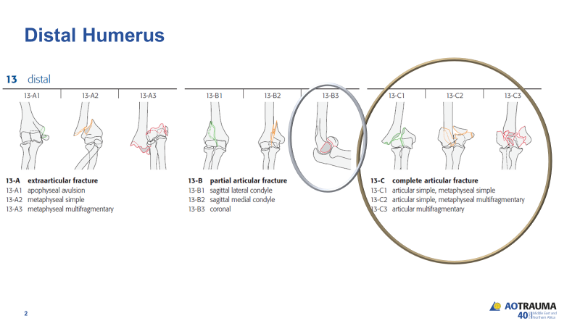 Distal Humerus
13 distal
13-A1 13-A2 13-A3 13-B1 13-B2 13-B3 13-C1 13-C2 13-C3
13-A extraarticular fracture
13-A1 apophyseal avulsion
13-A2 metaphyseal simple
13-A3 metaphyseal multifragmentary
13-B partial articular fracture
13-B1 sagittal lateral condyle
13-B2 sagittal medial condyle
13-B3 coronal
13-C complete articular fracture
13-C1 articular simple, metaphyseal simple
13-C2 articular simple, metaphyseal multifragmentary
13-C3 articular multifragmentary
2
AOTRAUMA
40